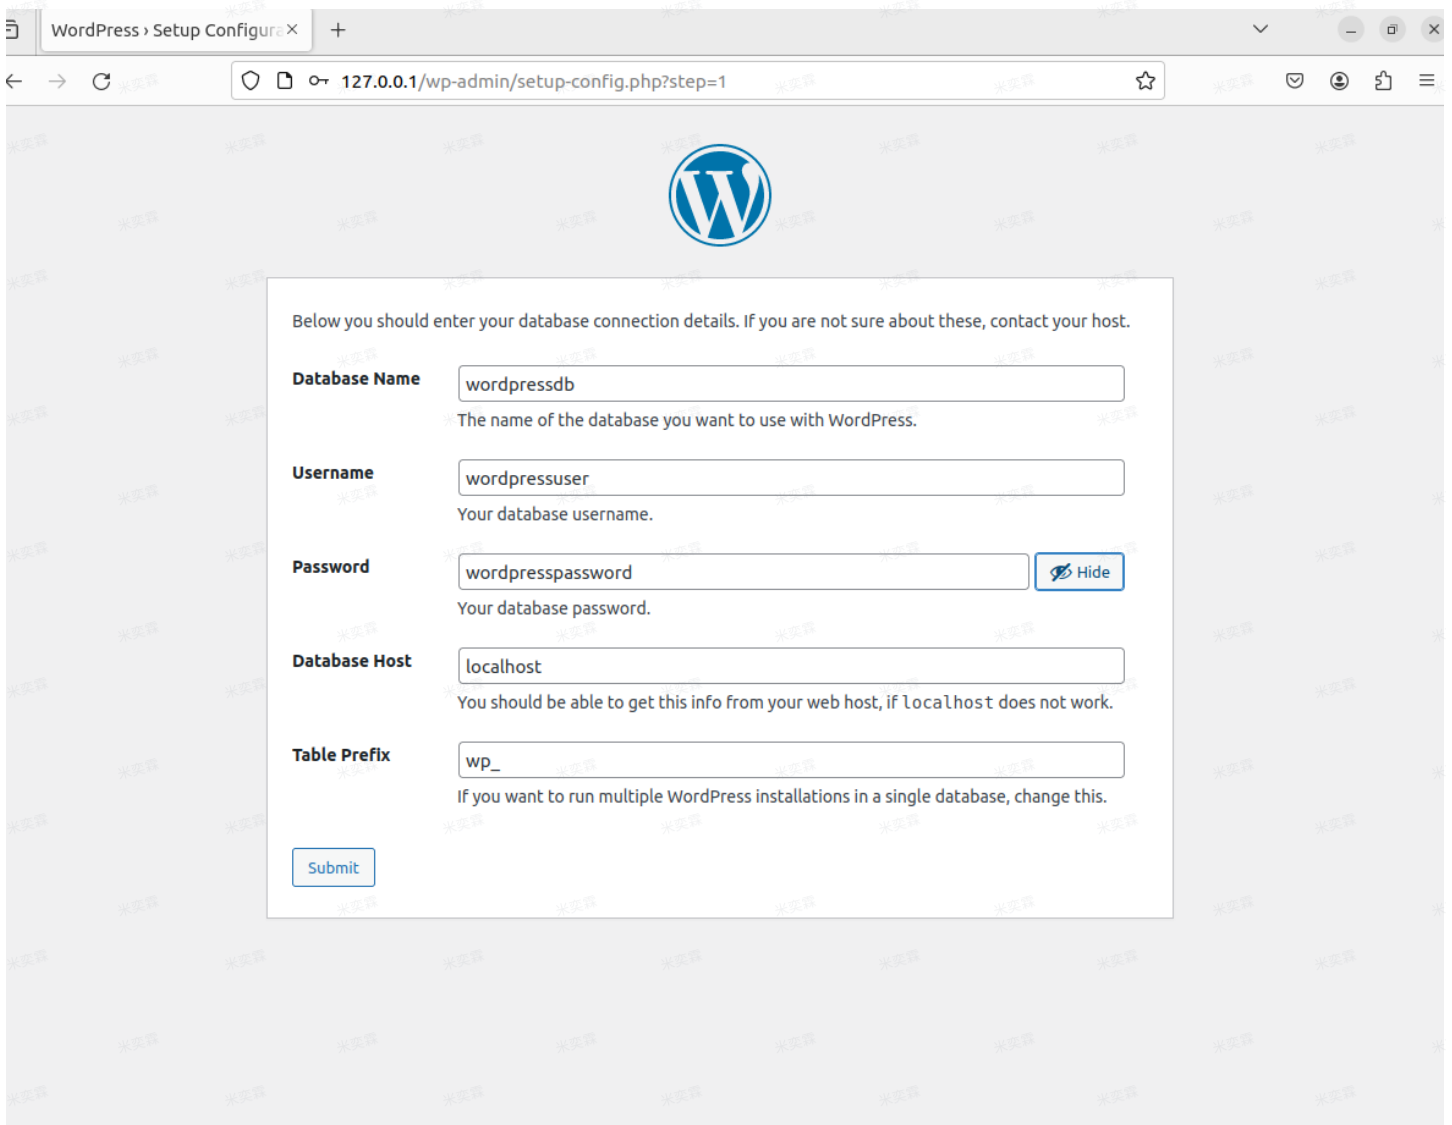 WordPress › Setup Configura
127.0.0.1/wp-admin/setup-config.php?step=1
Below you should enter your database connection details. If you are not sure about these, contact your host.
Database Name
wordpressdb
The name of the database you want to use with WordPress.
Username
wordpressuser
Your database username.
Password
wordpresspassword
Hide
Your database password.
Database Host
localhost
You should be able to get this info from your web host, if localhost does not work.
Table Prefix
wp_
If you want to run multiple WordPress installations in a single database, change this.
Submit
米奕霖